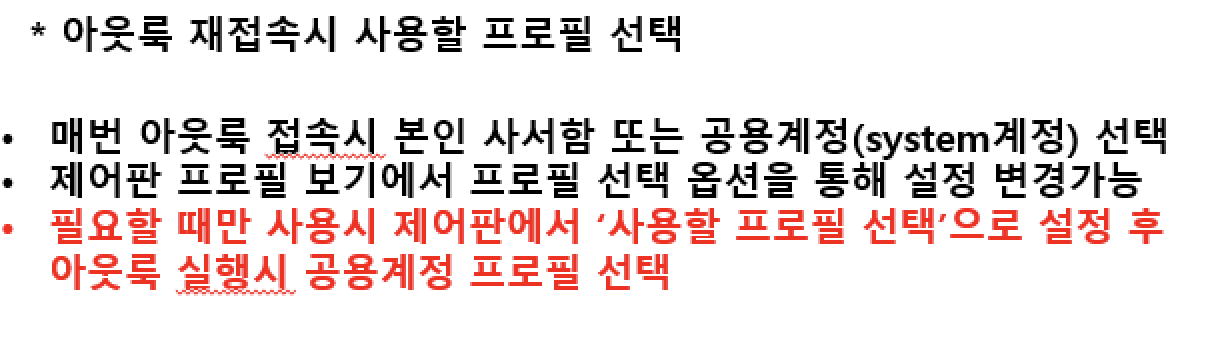 * 아웃룩 재접속시 사용할 프로필 선택
• 매번 아웃룩 접속시 본인 사서함 또는 공용계정(system계정) 선택
• 제어판 프로필 보기에서 프로필 선택 옵션을 통해 설정 변경가능
• 필요할 때만 사용시 제어판에서 ‘사용할 프로필 선택’으로 설정 후
아웃룩 실행시 공용계정 프로필 선택